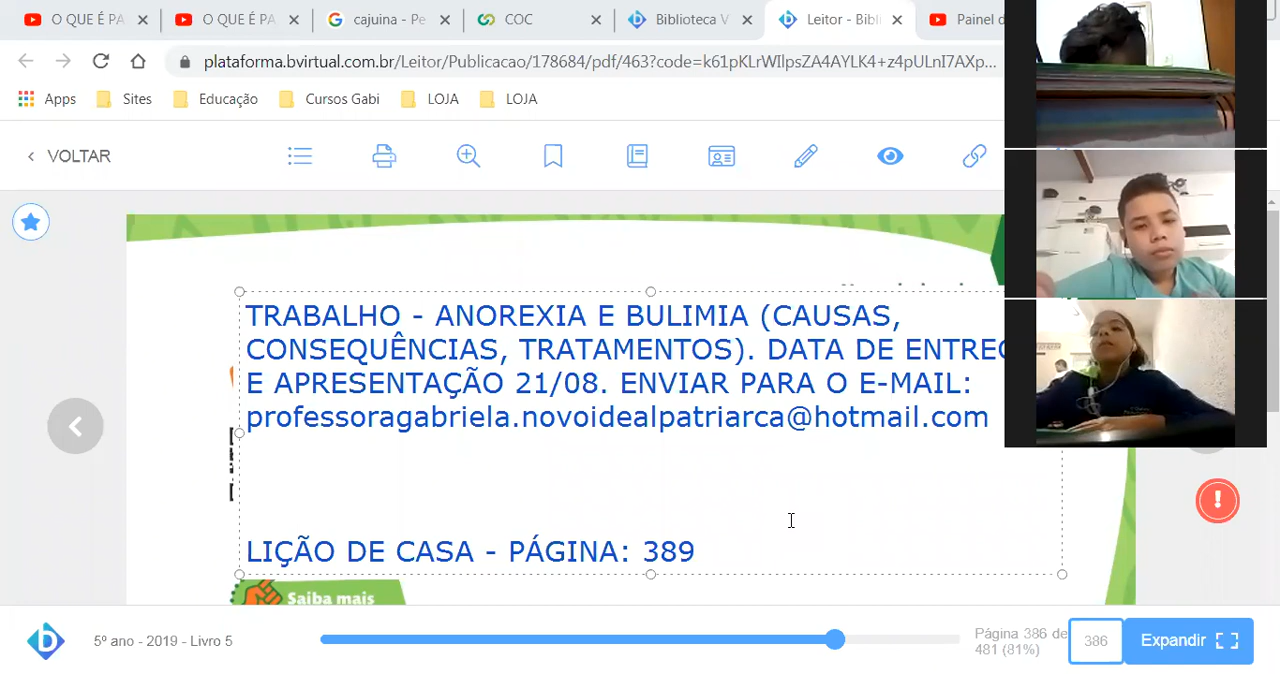 O QUE É PA
O QUE É PA
cajuina - Pe
COC
Biblioteca V
Leitor - Bibli
Painel d
plataforma.bvirtual.com.br/Leitor/Publicacao/178684/pdf/463?code=k61pKLrWIlpsZA4AYLK4+z4pULnI7AXp...
Apps
Sites
Educação
Cursos Gabi
LOJA
LOJA
VOLTAR
TRABALHO - ANOREXIA E BULIMIA (CAUSAS,
CONSEQUÊNCIAS, TRATAMENTOS). DATA DE ENTREG
E APRESENTAÇÃO 21/08. ENVIAR PARA O E-MAIL:
professoragabriela.novoidealpatriarca@hotmail.com
LIÇÃO DE CASA - PÁGINA: 389
Saiba mais
5º ano - 2019 - Livro 5
Página 386 de
481 (81%)
386
Expandir